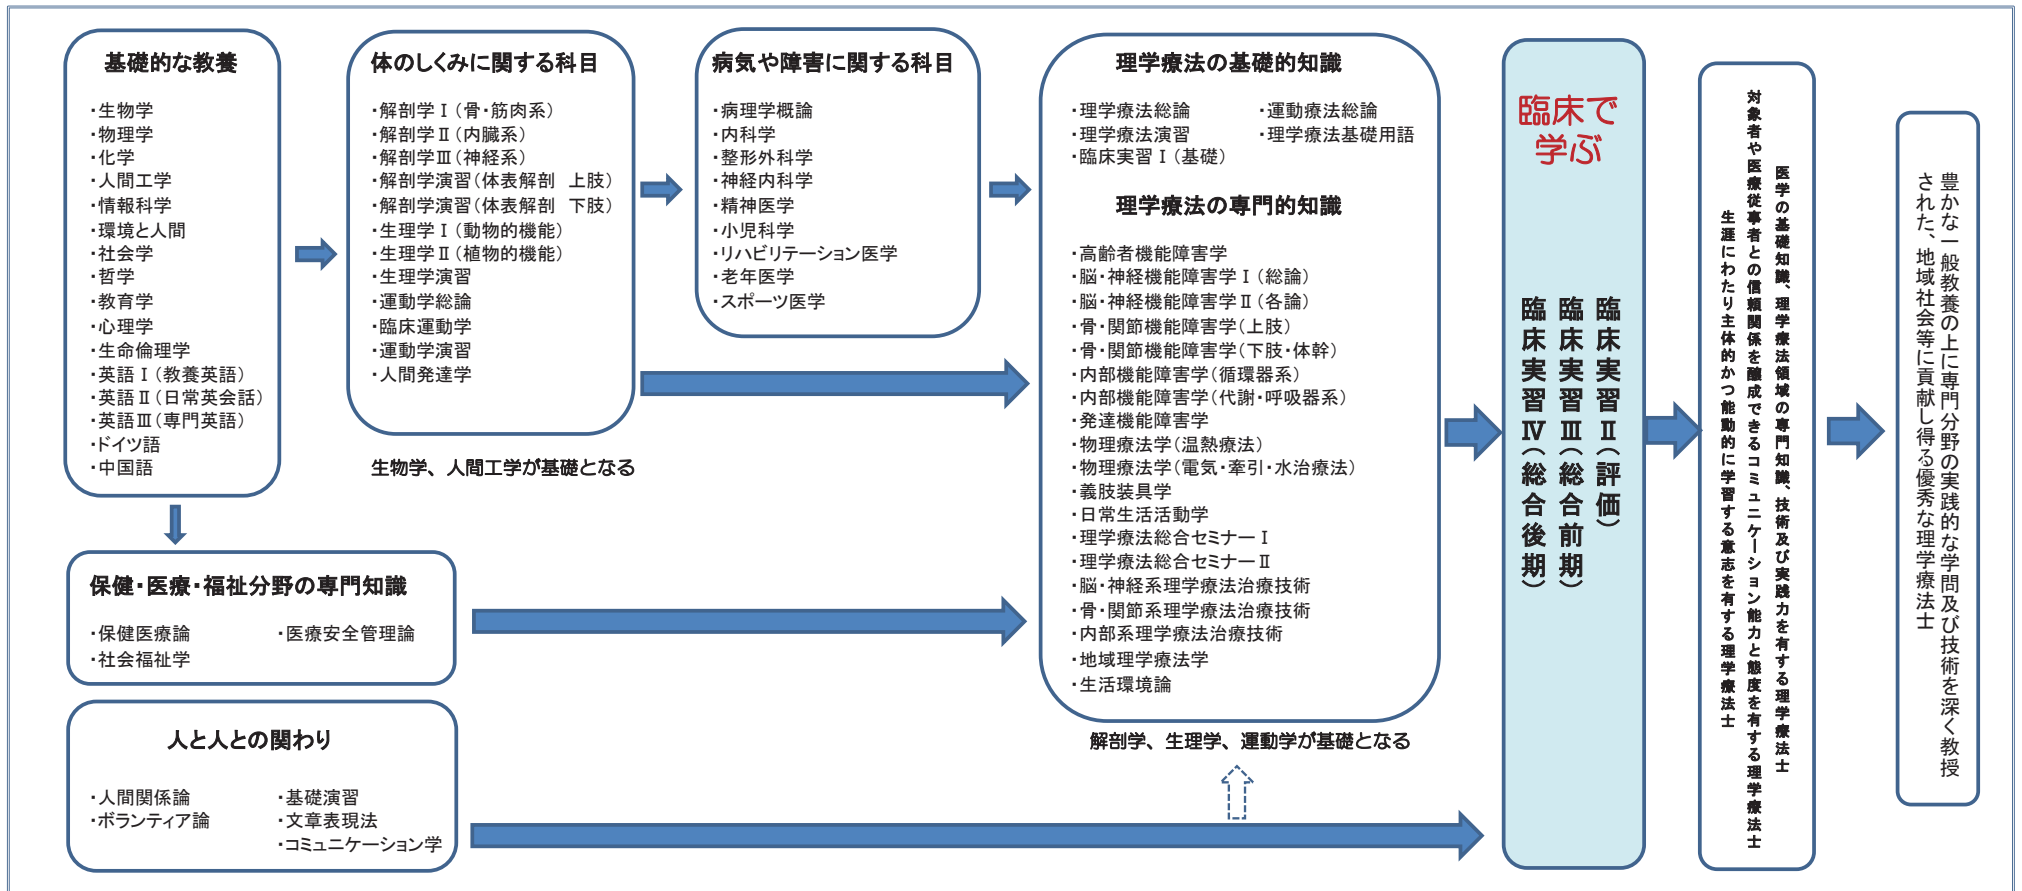 基礎的な教養
・生物学
・物理学
・化学
・人間工学
・情報科学
・環境と人間
・社会学
・哲学
・教育学
・心理学
・生命倫理学
・英語Ⅰ(教養英語)
・英語Ⅱ(日常英会話)
・英語Ⅲ(専門英語)
・ドイツ語
・中国語
体のしくみに関する科目
・解剖学Ⅰ(骨・筋肉系)
・解剖学Ⅱ(内臓系)
・解剖学Ⅲ(神経系)
・解剖学演習(体表解剖　上肢)
・解剖学演習(体表解剖　下肢)
・生理学Ⅰ(動物的機能)
・生理学Ⅱ(植物的機能)
・生理学演習
・運動学総論
・臨床運動学
・運動学演習
・人間発達学
生物学、人間工学が基礎となる
病気や障害に関する科目
・病理学概論
・内科学
・整形外科学
・神経内科学
・精神医学
・小児科学
・リハビリテーション医学
・老年医学
・スポーツ医学
保健・医療・福祉分野の専門知識
・保健医療論　・医療安全管理論
・社会福祉学
人と人との関わり
・人間関係論　・基礎演習
・ボランティア論　・文章表現法
・コミュニケーション学
理学療法の基礎的知識
・理学療法総論　・運動療法総論
・理学療法演習　・理学療法基礎用語
・臨床実習Ⅰ(基礎)
理学療法の専門的知識
・高齢者機能障害学
・脳・神経機能障害学Ⅰ(総論)
・脳・神経機能障害学Ⅱ(各論)
・骨・関節機能障害学(上肢)
・骨・関節機能障害学(下肢・体幹)
・内部機能障害学(循環器系)
・内部機能障害学(代謝・呼吸器系)
・発達機能障害学
・物理療法学(温熱療法)
・物理療法学(電気・牽引・水治療法)
・義肢装具学
・日常生活活動学
・理学療法総合セミナーⅠ
・理学療法総合セミナーⅡ
・脳・神経系理学療法治療技術
・骨・関節系理学療法治療技術
・内部系理学療法治療技術
・地域理学療法学
・生活環境論
解剖学、生理学、運動学が基礎となる
臨床で
学ぶ
臨床実習Ⅱ(評価)
臨床実習Ⅲ(総合前期)
臨床実習Ⅳ(総合後期)
医学の基礎知識、理学療法領域の専門知識、技術及び実践力を有する理学療法士
対象者や医療従事者との信頼関係を醸成できるコミュニケーション能力と態度を有する理学療法士
生涯にわたり主体的かつ能動的に学習する意志を有する理学療法士
豊かな一般教養の上に専門分野の実践的な学問及び技術を深く教授
された、地域社会等に貢献し得る優秀な理学療法士